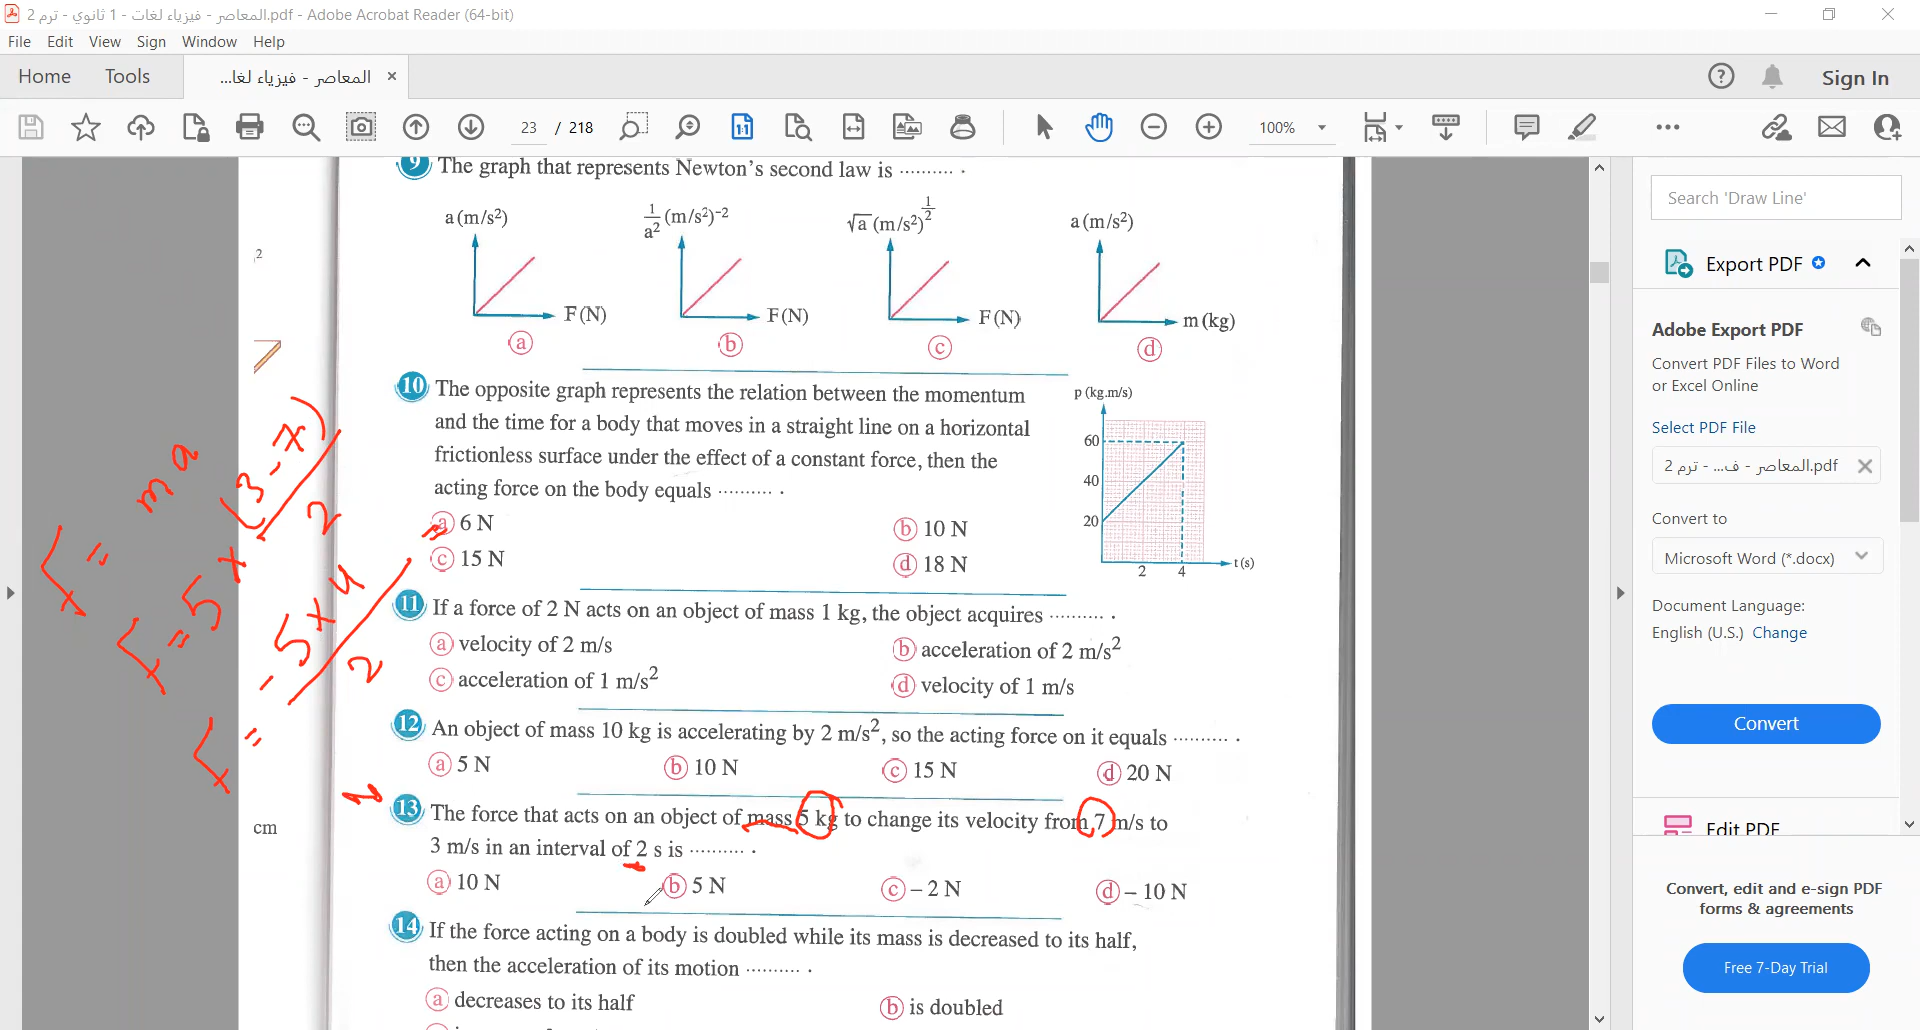 المعاصر - فيزياء لغات - 1 ثانوي - ترم 2.pdf - Adobe Acrobat Reader (64-bit)
File Edit View Sign Window Help
Home Tools المعاصر - فيزياء لغا... × Sign In
23 / 218 1:1 100%
9 The graph that represents Newton's second law is .......... .
a (m/s²) 1/a² (m/s²)⁻² √a (m/s²)^½ a (m/s²)
F (N) F (N) F (N) m (kg)
a b c d
10 The opposite graph represents the relation between the momentum
and the time for a body that moves in a straight line on a horizontal
frictionless surface under the effect of a constant force, then the
acting force on the body equals .......... .
a 6 N b 10 N
c 15 N d 18 N
p (kg.m/s)
60
40
20
2 4 t (s)
11 If a force of 2 N acts on an object of mass 1 kg, the object acquires .......... .
a velocity of 2 m/s b acceleration of 2 m/s²
c acceleration of 1 m/s² d velocity of 1 m/s
12 An object of mass 10 kg is accelerating by 2 m/s², so the acting force on it equals .......... .
a 5 N b 10 N c 15 N d 20 N
13 The force that acts on an object of mass 5 kg to change its velocity from 7 m/s to
3 m/s in an interval of 2 s is .......... .
a 10 N b 5 N c – 2 N d – 10 N
14 If the force acting on a body is doubled while its mass is decreased to its half,
then the acceleration of its motion .......... .
a decreases to its half b is doubled
2
cm
F = ma
F = 5 × (3 - 7) / 2
F = - 5 × 4 / 2 =
Search 'Draw Line'
Export PDF
Adobe Export PDF
Convert PDF Files to Word
or Excel Online
Select PDF File
المعاصر - ف... - ترم 2.pdf
Convert to
Microsoft Word (*.docx)
Document Language:
English (U.S.) Change
Convert
Edit PDF
Convert, edit and e-sign PDF
forms & agreements
Free 7-Day Trial